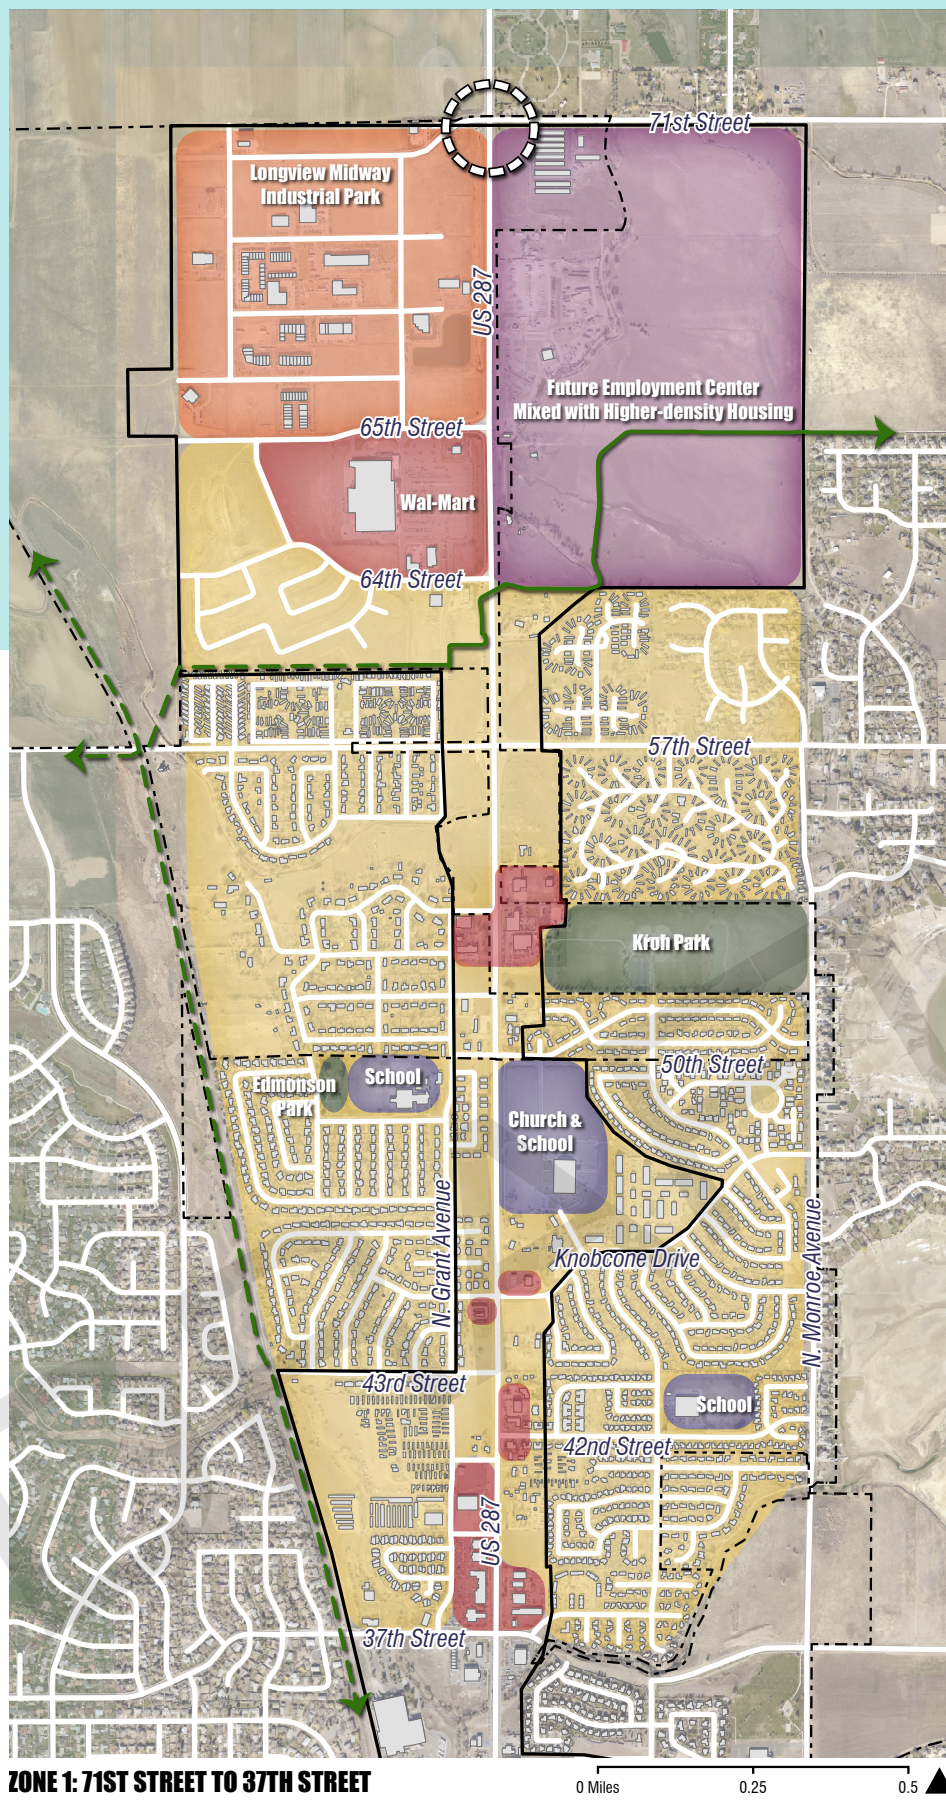 71st Street
Longview Midway
Industrial Park
US 287
Future Employment Center
Mixed with Higher-density Housing
65th Street
Wal-Mart
64th Street
57th Street
Kroh Park
50th Street
Edmonson
Park
School
Church &
School
N. Grant Avenue
Knobcone Drive
N. Monroe Avenue
43rd Street
School
42nd Street
US 287
37th Street
ZONE 1: 71ST STREET TO 37TH STREET
0 Miles 0.25 0.5